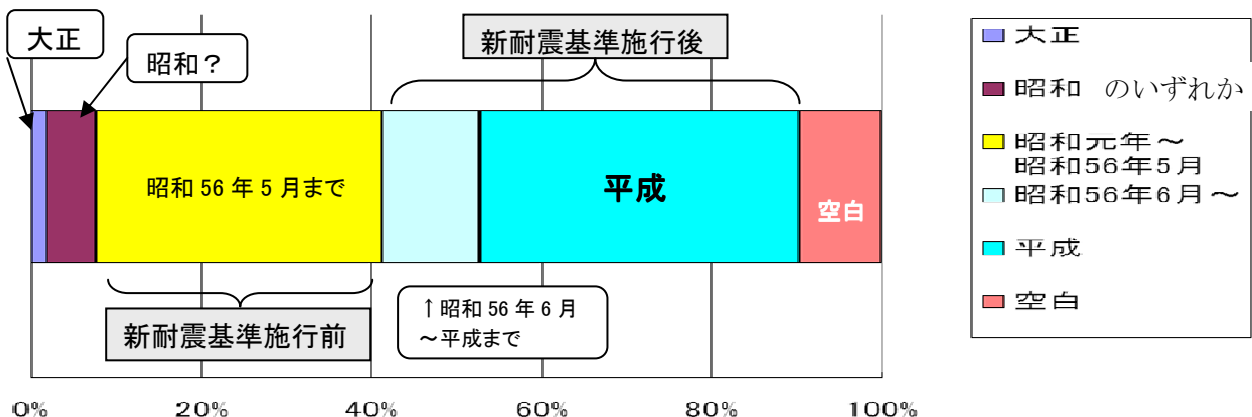 大正
昭和？
新耐震基準施行後
昭和 56 年 5 月まで
平成
空白
新耐震基準施行前
↑昭和 56 年 6 月
～平成まで
0%
20%
40%
60%
80%
100%
大正
昭和 のいずれか
昭和元年～
昭和56年5月
昭和56年6月～
平成
空白